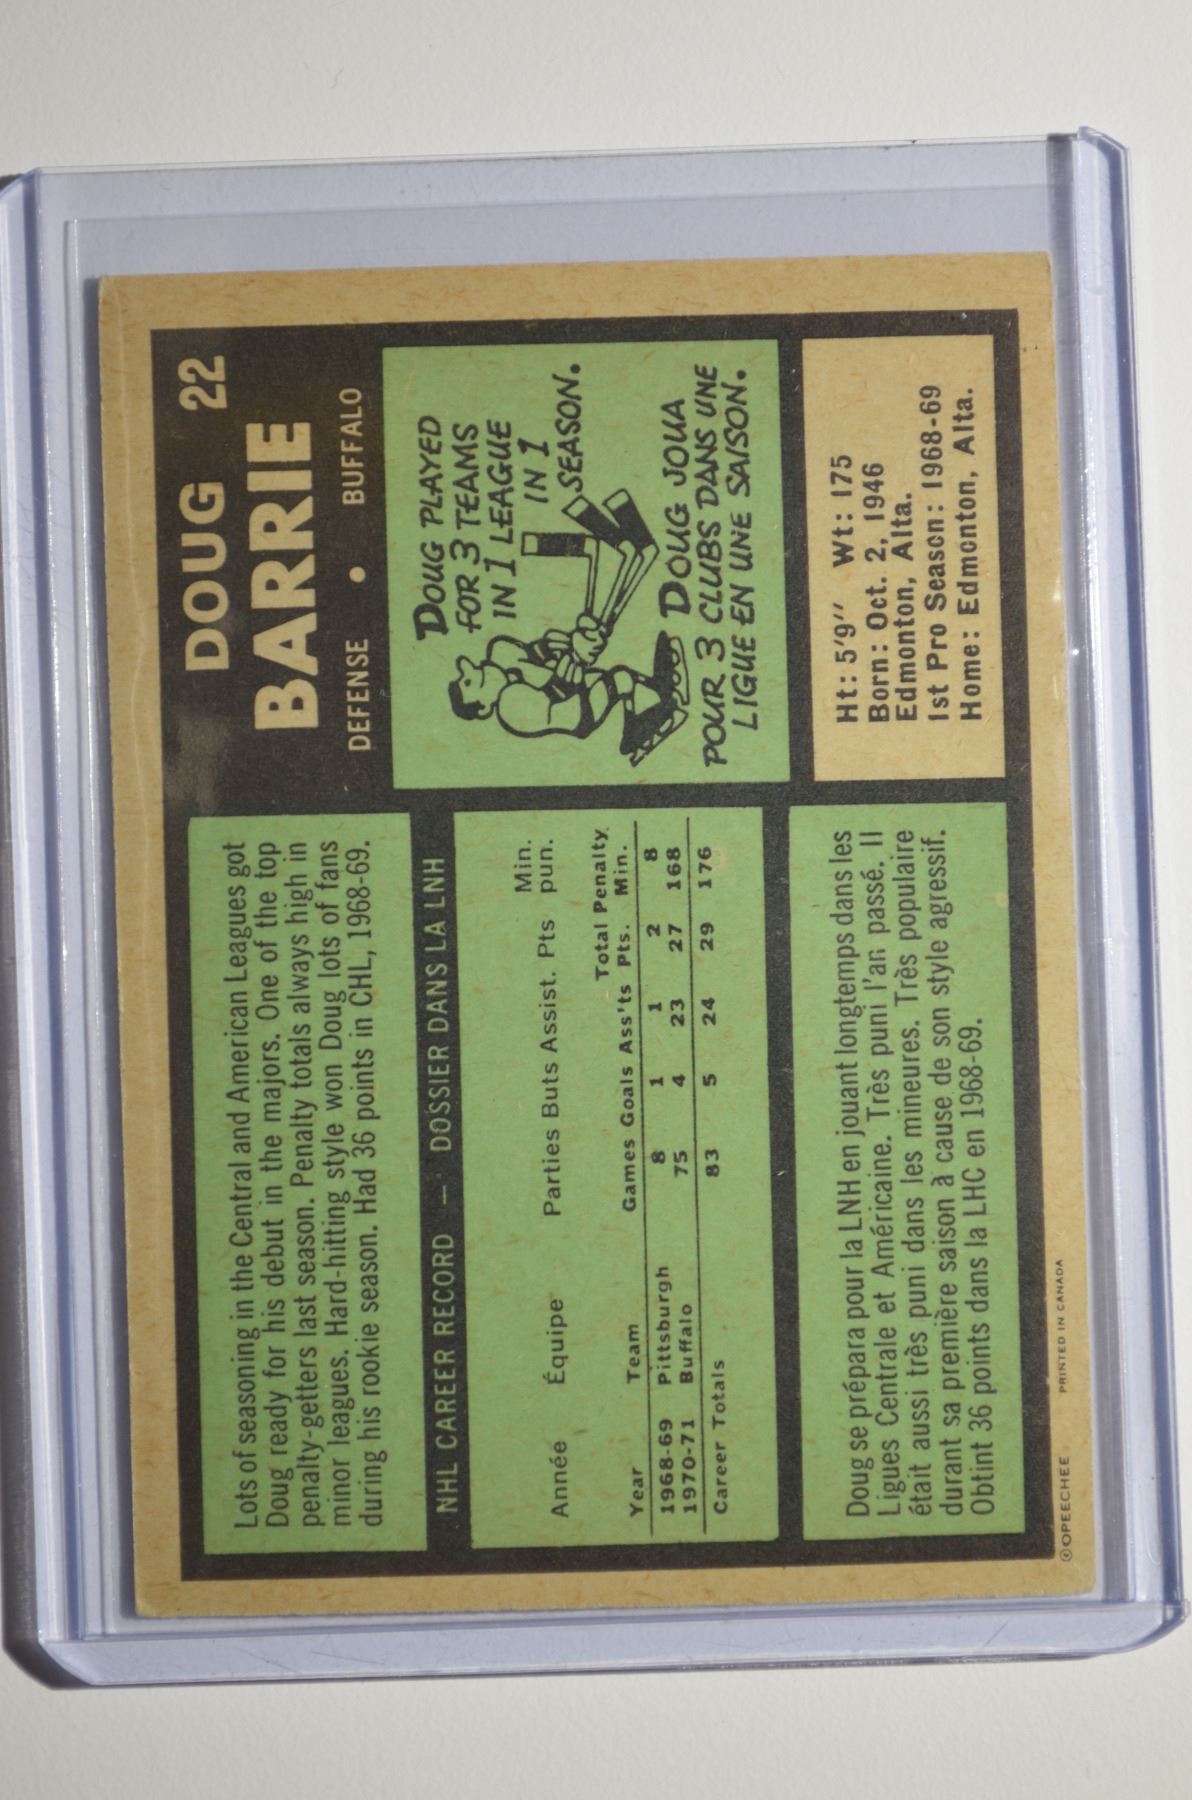 DOUG 22
BARRIE
DEFENSE • BUFFALO
Lots of seasoning in the Central and American Leagues got
Doug ready for his debut in the majors. One of the top
penalty-getters last season. Penalty totals always high in
minor leagues. Hard-hitting style won Doug lots of fans
during his rookie season. Had 36 points in CHL, 1968-69.
NHL CAREER RECORD — DOSSIER DANS LA LNH
Min.
Année Équipe Parties Buts Assist. Pts pun.
Total Penalty
Year Team Games Goals Ass'ts Pts. Min.
1968-69 Pittsburgh 8 1 1 2 8
1970-71 Buffalo 75 4 23 27 168
Career Totals 83 5 24 29 176
Doug se prépara pour la LNH en jouant longtemps dans les
Ligues Centrale et Américaine. Très puni l'an passé. Il
était aussi très puni dans les mineures. Très populaire
durant sa première saison à cause de son style agressif.
Obtint 36 points dans la LHC en 1968-69.
DOUG PLAYED
FOR 3 TEAMS
IN 1 LEAGUE
IN 1
SEASON.
DOUG JOUA
POUR 3 CLUBS DANS UNE
LIGUE EN UNE SAISON.
Ht: 5'9" Wt: 175
Born: Oct. 2, 1946
Edmonton, Alta.
1st Pro Season: 1968-69
Home: Edmonton, Alta.
©OPEECHEE PRINTED IN CANADA